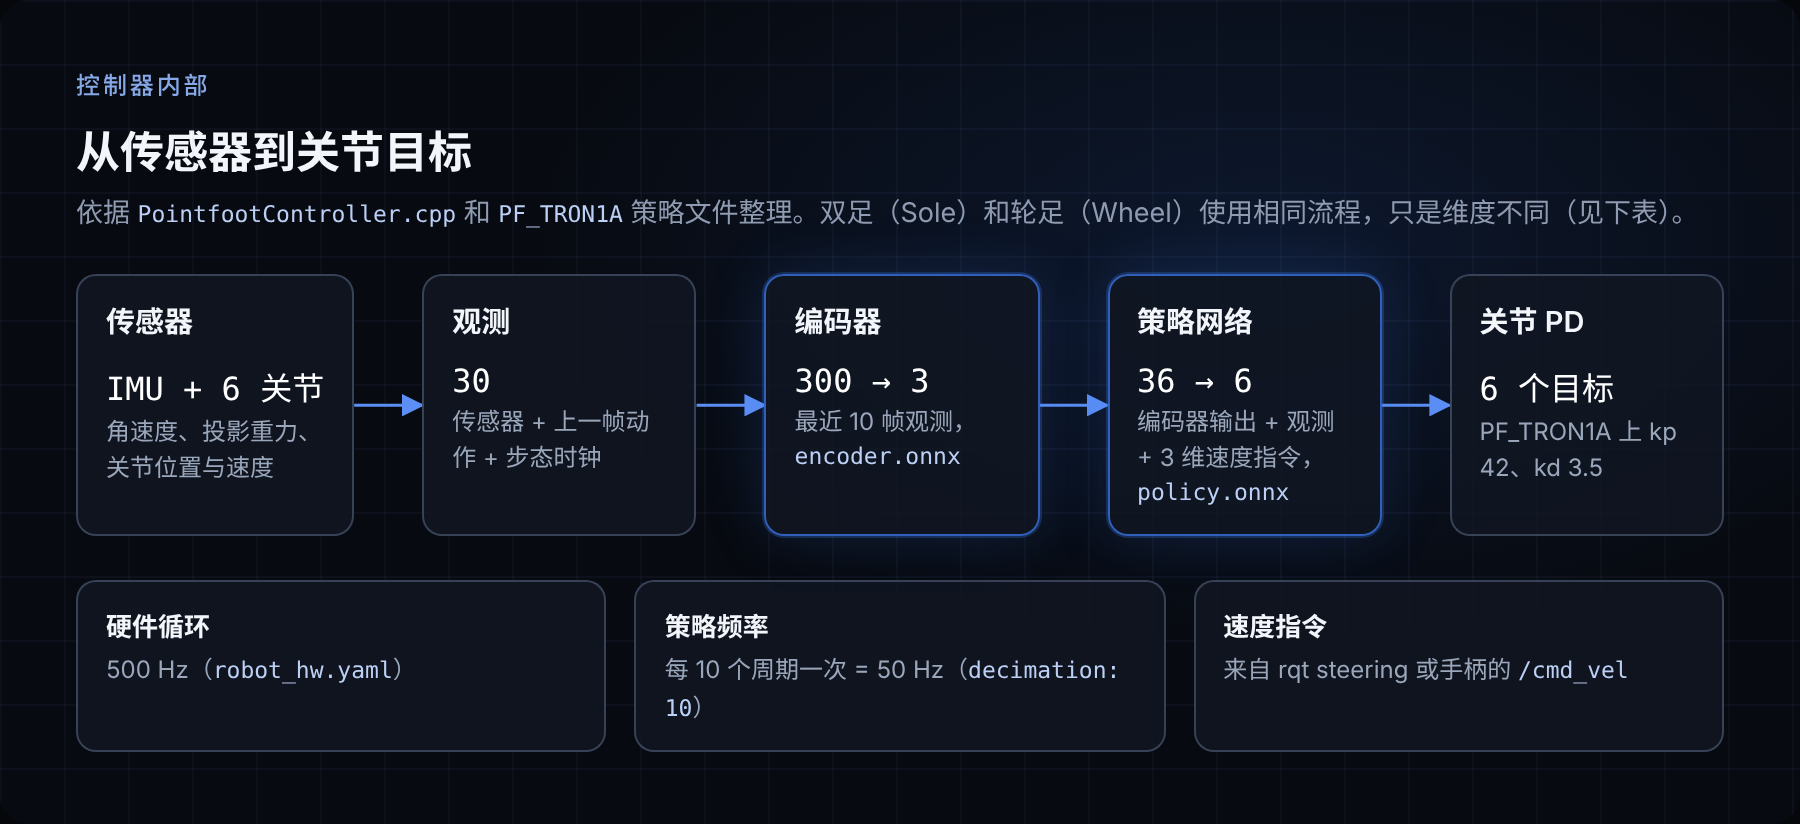 控制器内部
从传感器到关节目标
依据 PointfootController.cpp 和 PF_TRON1A 策略文件整理。双足（Sole）和轮足（Wheel）使用相同流程，只是维度不同（见下表）。
传感器
IMU + 6 关节
角速度、投影重力、
关节位置与速度
观测
30
传感器 + 上一帧动
作 + 步态时钟
编码器
300 → 3
最近 10 帧观测，
encoder.onnx
策略网络
36 → 6
编码器输出 + 观测
+ 3 维速度指令，
policy.onnx
关节 PD
6 个目标
PF_TRON1A 上 kp
42、kd 3.5
硬件循环
500 Hz（robot_hw.yaml）
策略频率
每 10 个周期一次 = 50 Hz（decimation:
10）
速度指令
来自 rqt steering 或手柄的 /cmd_vel